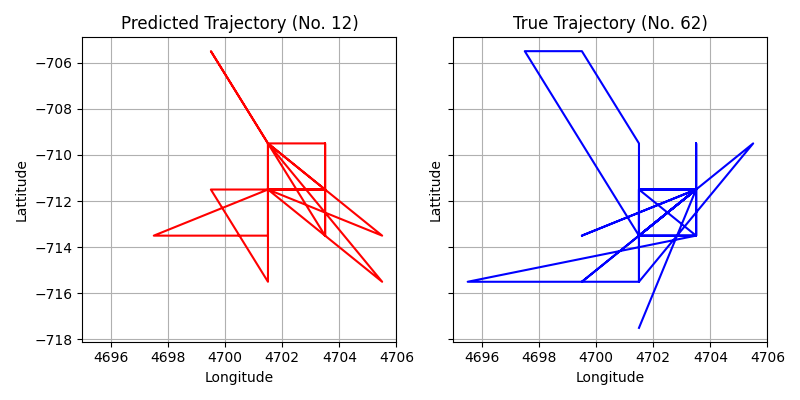 Predicted Trajectory (No. 12)
True Trajectory (No. 62)
Lattitude
−706
−708
−710
−712
−714
−716
−718
4696 4698 4700 4702 4704 4706
Longitude
Lattitude
4696 4698 4700 4702 4704 4706
Longitude